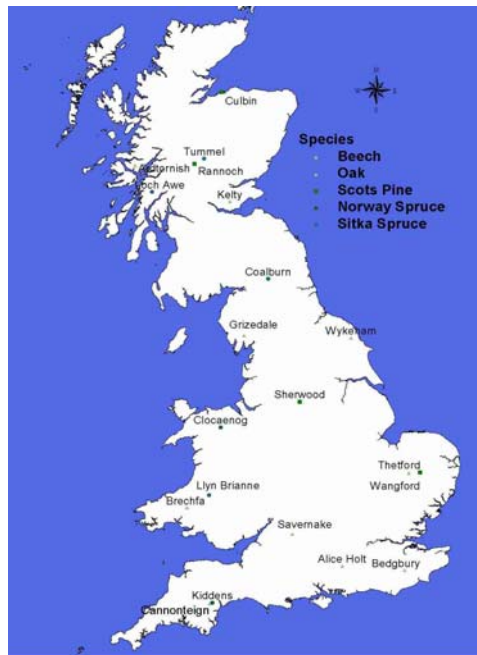 Culbin
Species
Beech
Oak
Scots Pine
Norway Spruce
Sitka Spruce
Tummel
Rannoch
Ardtornish
Loch Awe
Kelty
Coalburn
Grizedale
Wykeham
Sherwood
Clocaenog
Thetford
Wangford
Llyn Brianne
Brechfa
Savernake
Alice Holt
Bedgbury
Kiddens
Cannonteign